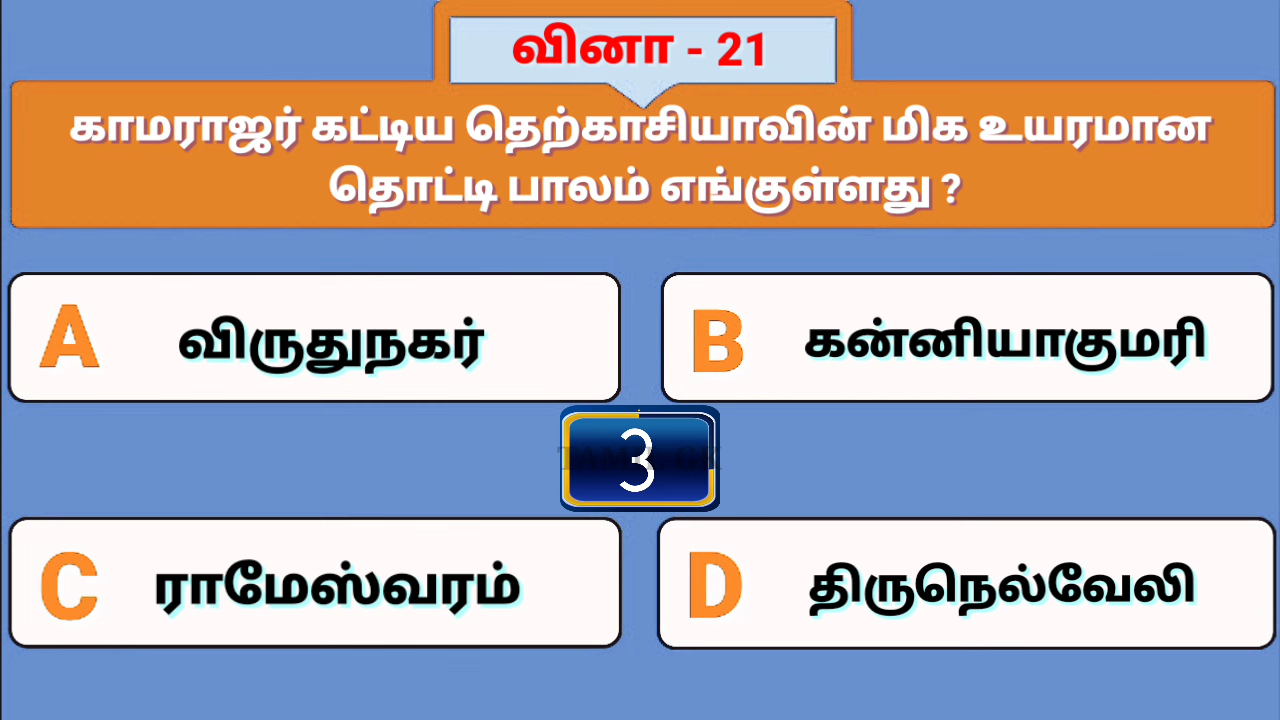 வினா - 21
காமராஜர் கட்டிய தெற்காசியாவின் மிக உயரமான
தொட்டி பாலம் எங்குள்ளது ?
A விருதுநகர்
B கன்னியாகுமரி
3
C ராமேஸ்வரம்
D திருநெல்வேலி